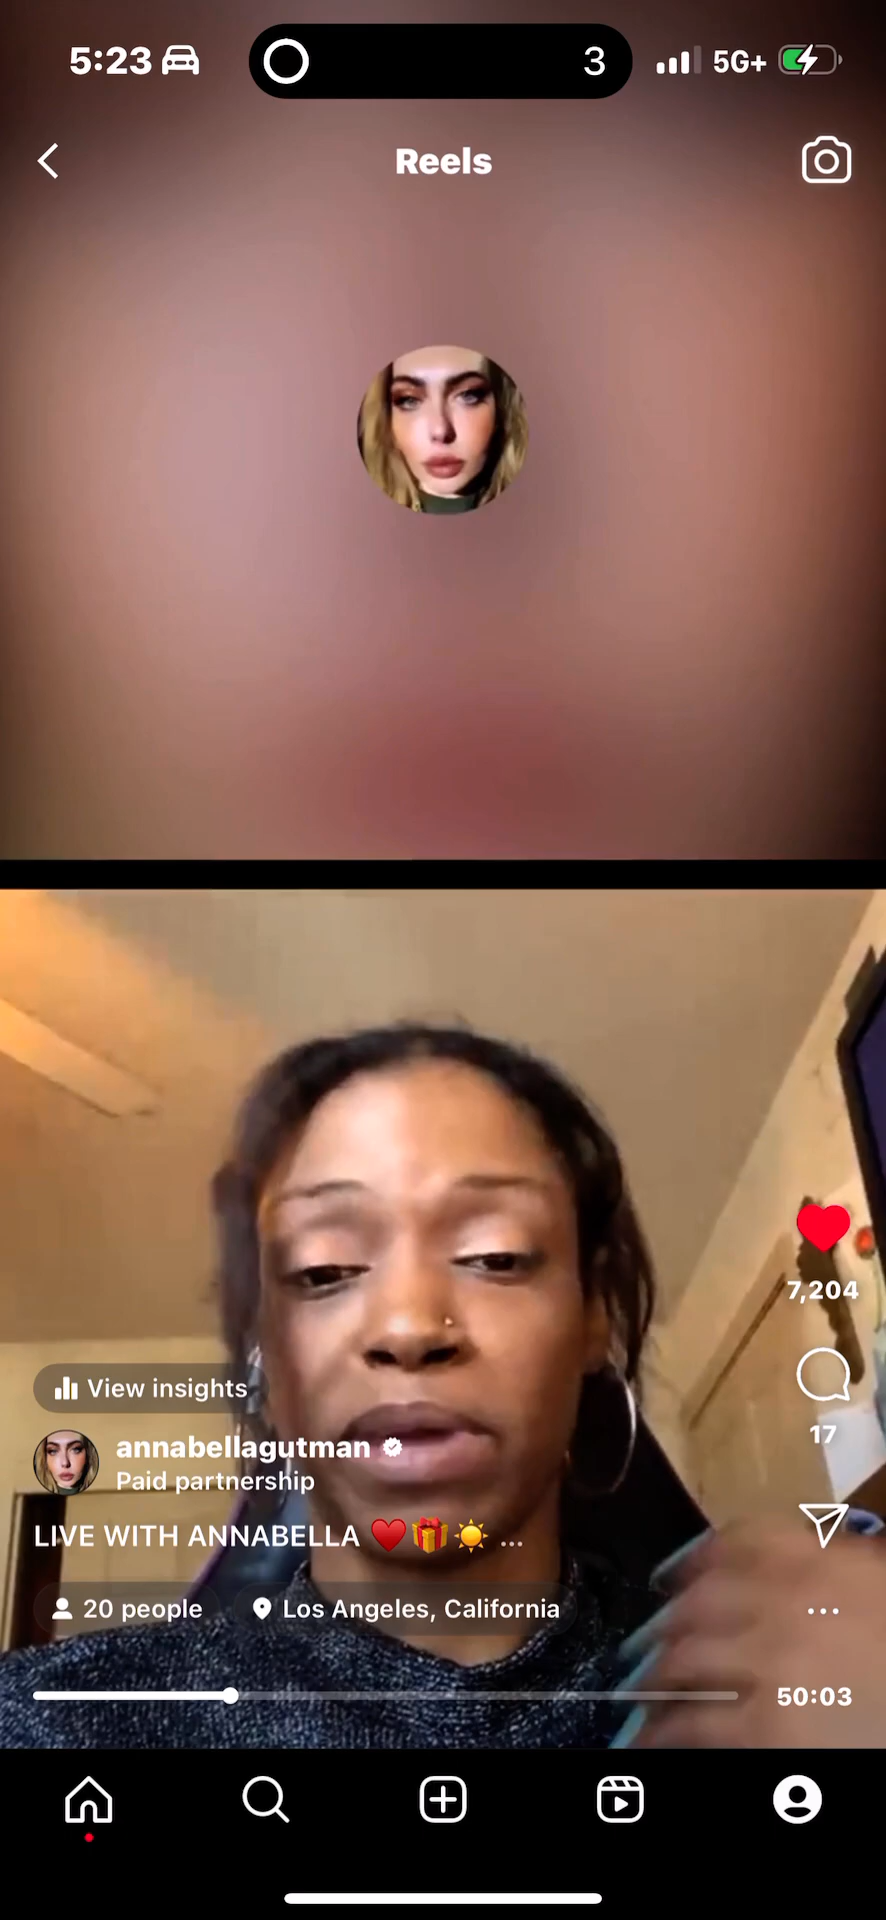 5:23
3
5G+
Reels
7,204
View insights
17
annabellagutman
Paid partnership
LIVE WITH ANNABELLA ♥️🎁☀️ ...
20 people
Los Angeles, California
50:03